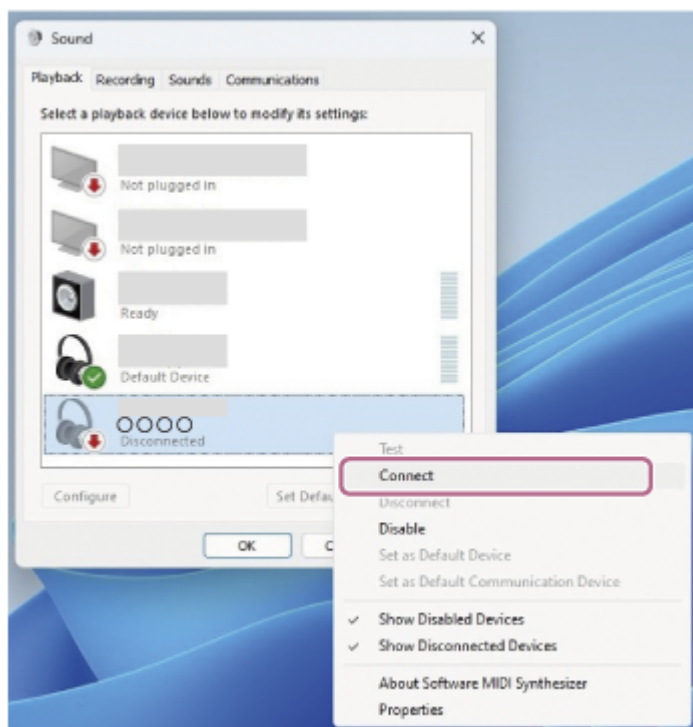 Sound
Playback Recording Sounds Communications
Select a playback device below to modify its settings:
Not plugged in
Not plugged in
Ready
Default Device
OOOO
Disconnected
Test
Connect
Disconnect
Disable
Set as Default Device
Set as Default Communication Device
Show Disabled Devices
Show Disconnected Devices
About Software MIDI Synthesizer
Properties
Configure Set Defau
OK C